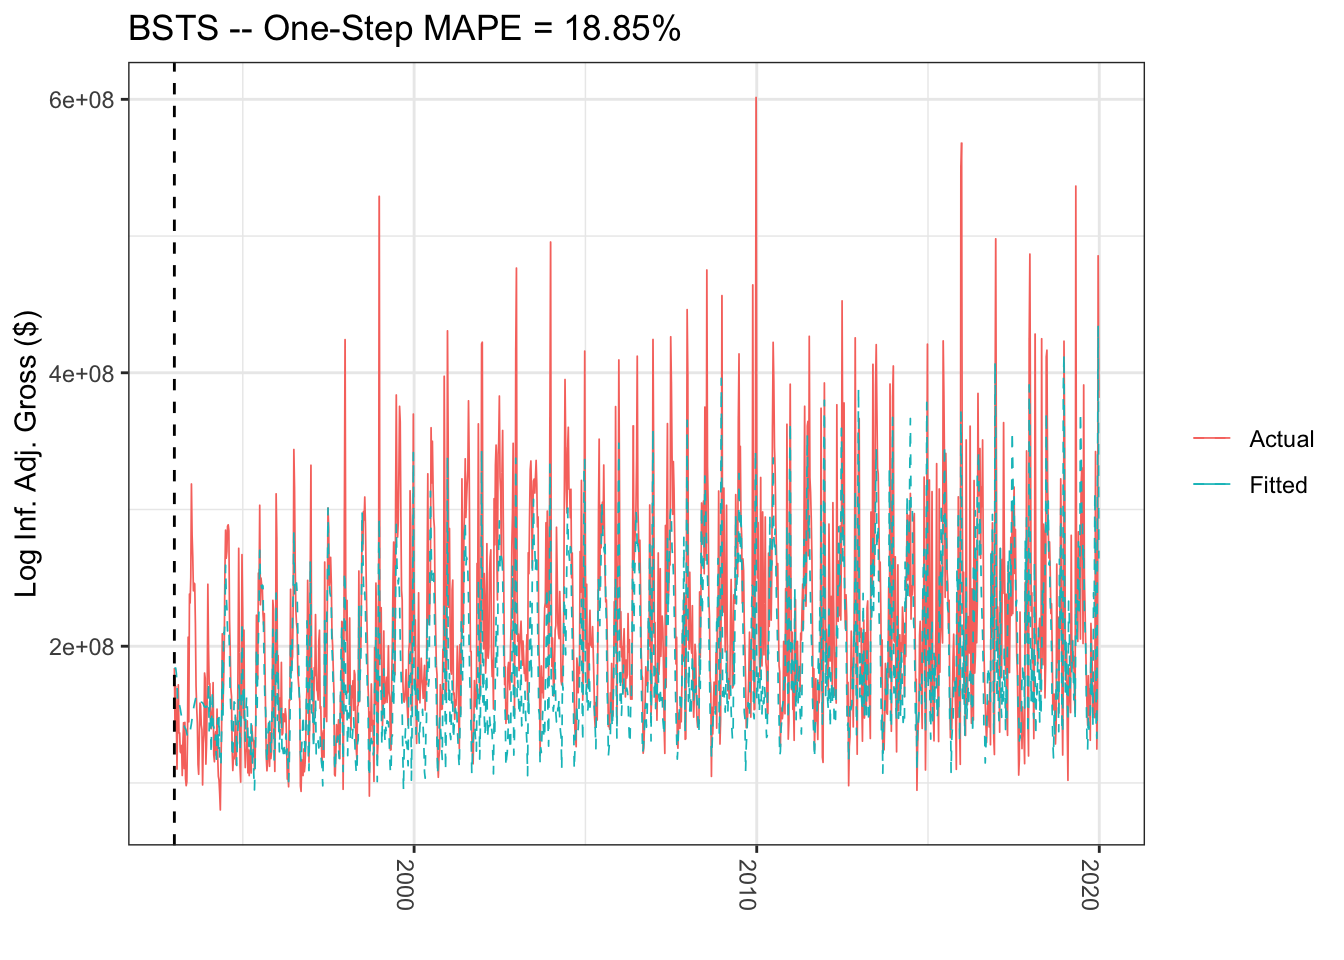 BSTS -- One-Step MAPE = 18.85%
Log Inf. Adj. Gross ($)
6e+08
4e+08
2e+08
2000
2010
2020
Actual
Fitted